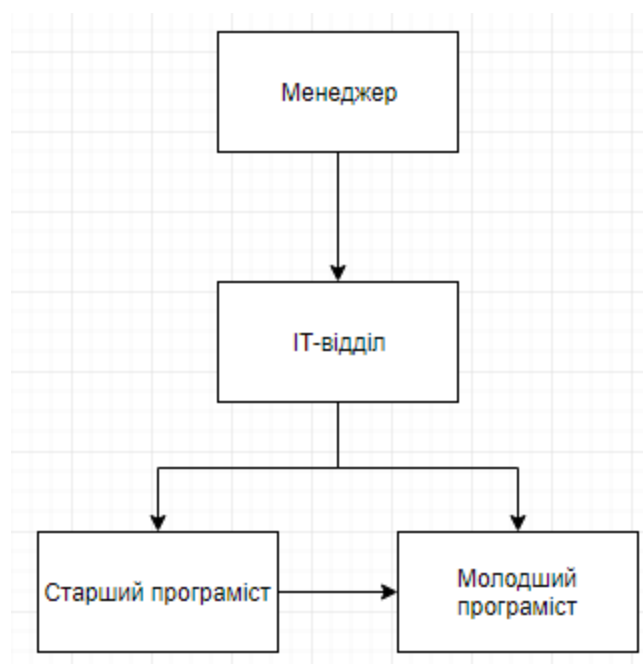 Менеджер
ІТ-відділ
Старший програміст
Молодший
програміст